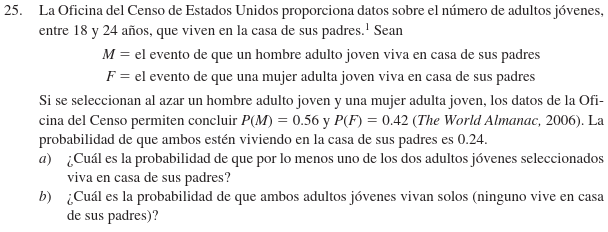 25. La Oficina del Censo de Estados Unidos proporciona datos sobre el número de adultos jóvenes,
entre 18 y 24 años, que viven en la casa de sus padres.¹ Sean
M = el evento de que un hombre adulto joven viva en casa de sus padres
F = el evento de que una mujer adulta joven viva en casa de sus padres
Si se seleccionan al azar un hombre adulto joven y una mujer adulta joven, los datos de la Ofi-
cina del Censo permiten concluir P(M) = 0.56 y P(F) = 0.42 (The World Almanac, 2006). La
probabilidad de que ambos estén viviendo en la casa de sus padres es 0.24.
a) ¿Cuál es la probabilidad de que por lo menos uno de los dos adultos jóvenes seleccionados
viva en casa de sus padres?
b) ¿Cuál es la probabilidad de que ambos adultos jóvenes vivan solos (ninguno vive en casa
de sus padres)?